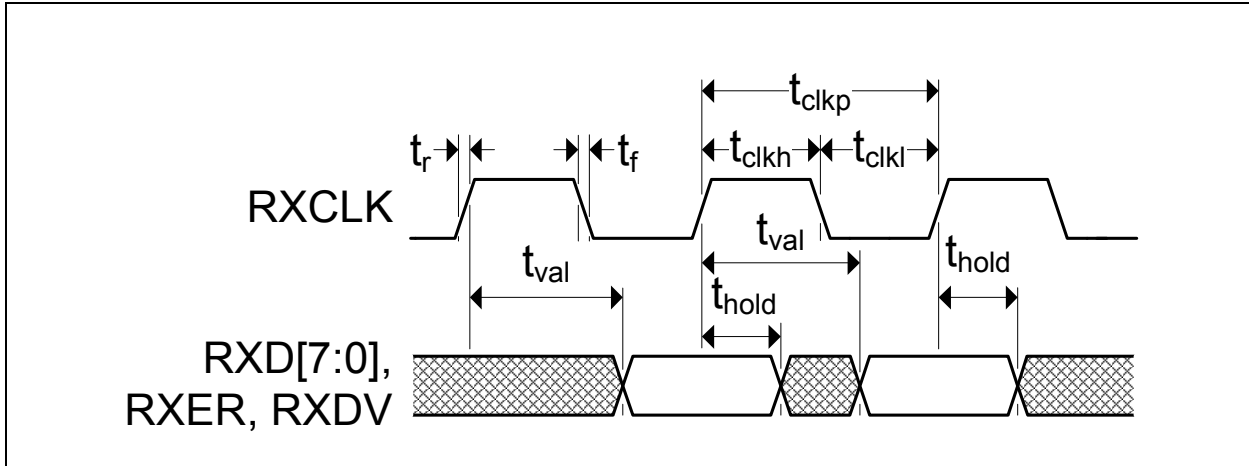 tclkp
tr
tf
tclkh
tclkl
RXCLK
tval
tval
thold
thold
RXD[7:0],
RXER, RXDV